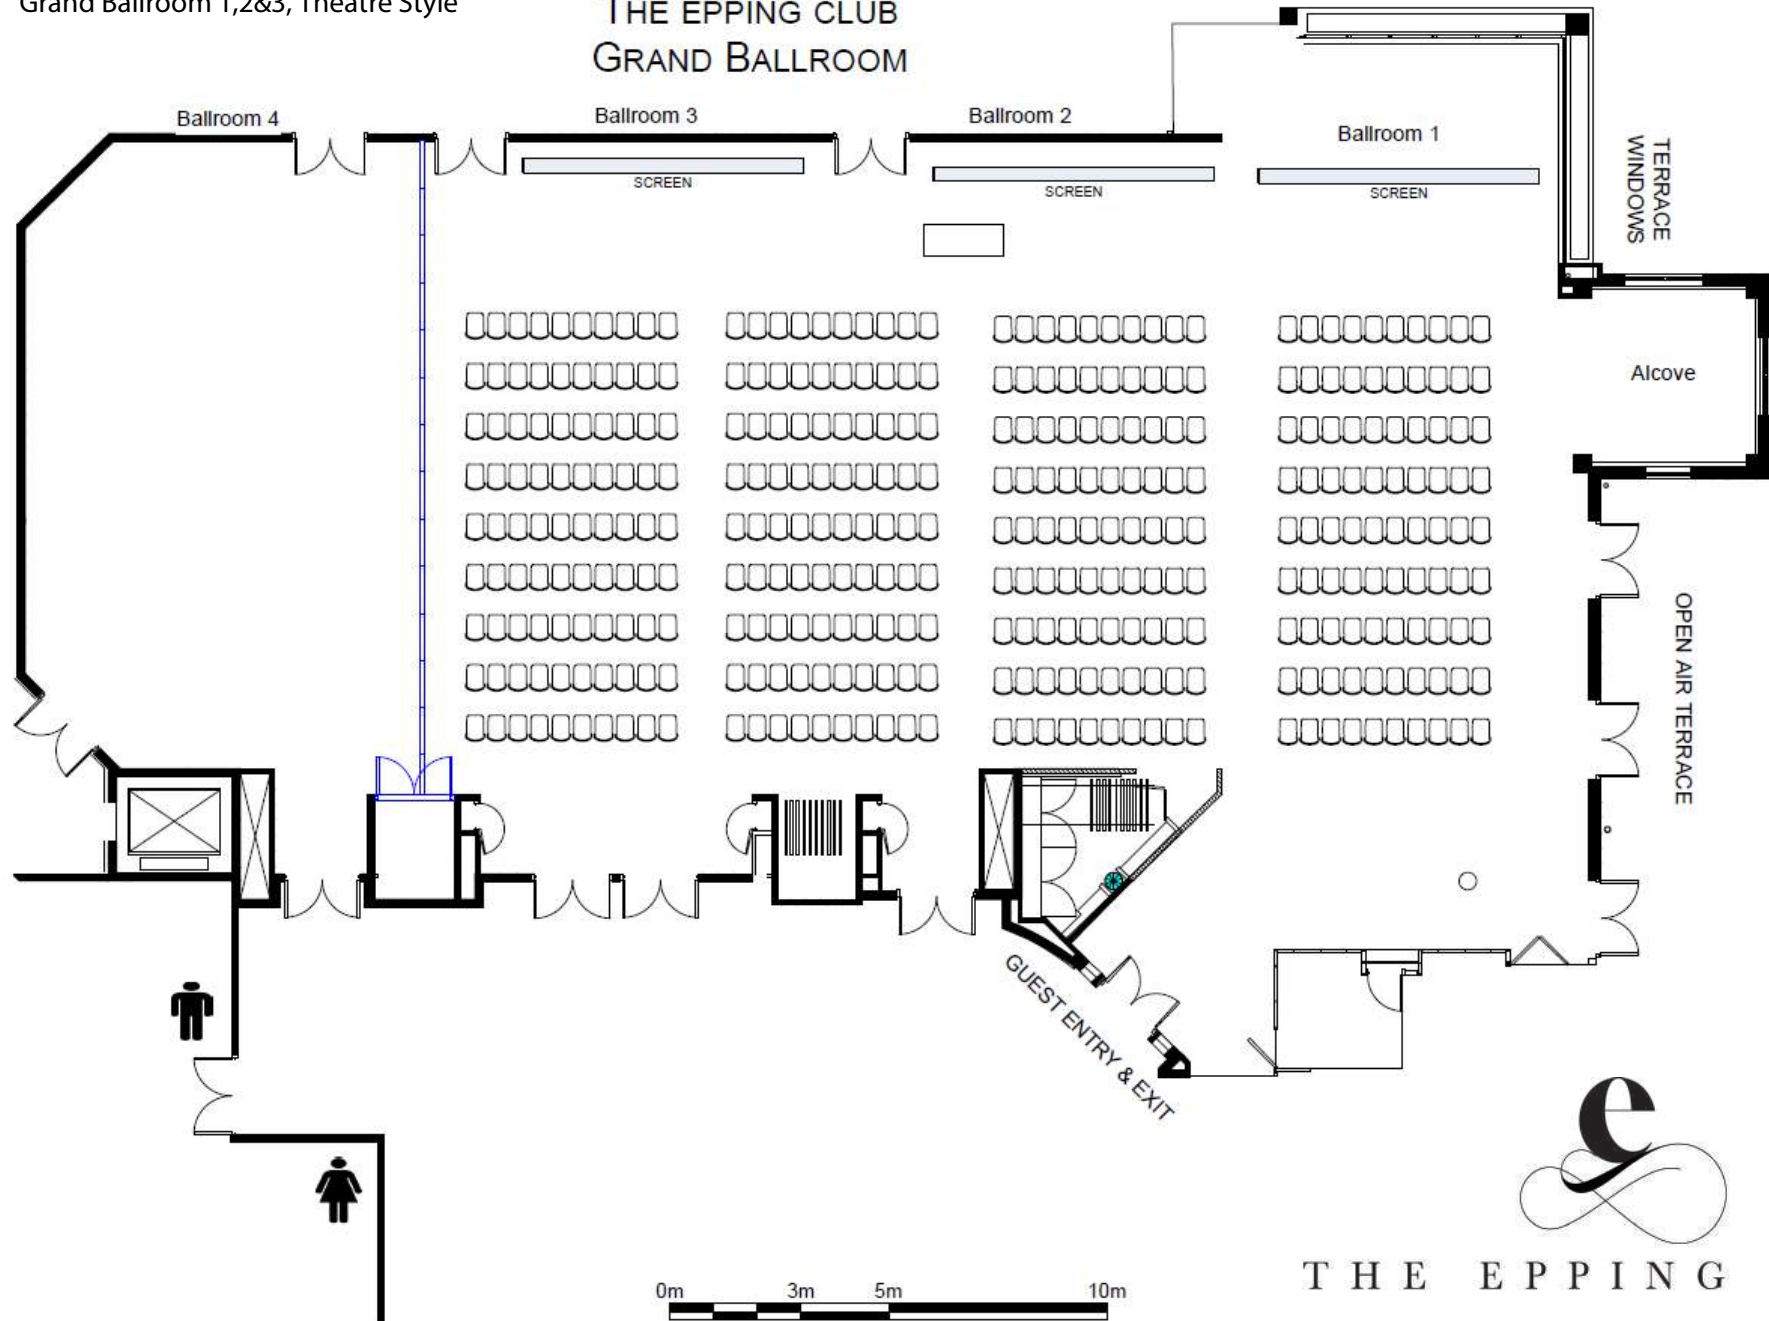 Grand Ballroom 1,2&3, Theatre Style
THE EPPING CLUB
GRAND BALLROOM
Ballroom 4
Ballroom 3
Ballroom 2
Ballroom 1
SCREEN
SCREEN
SCREEN
TERRACE
WINDOWS
Alcove
OPEN AIR TERRACE
GUEST ENTRY & EXIT
0m 3m 5m 10m
e
THE EPPING